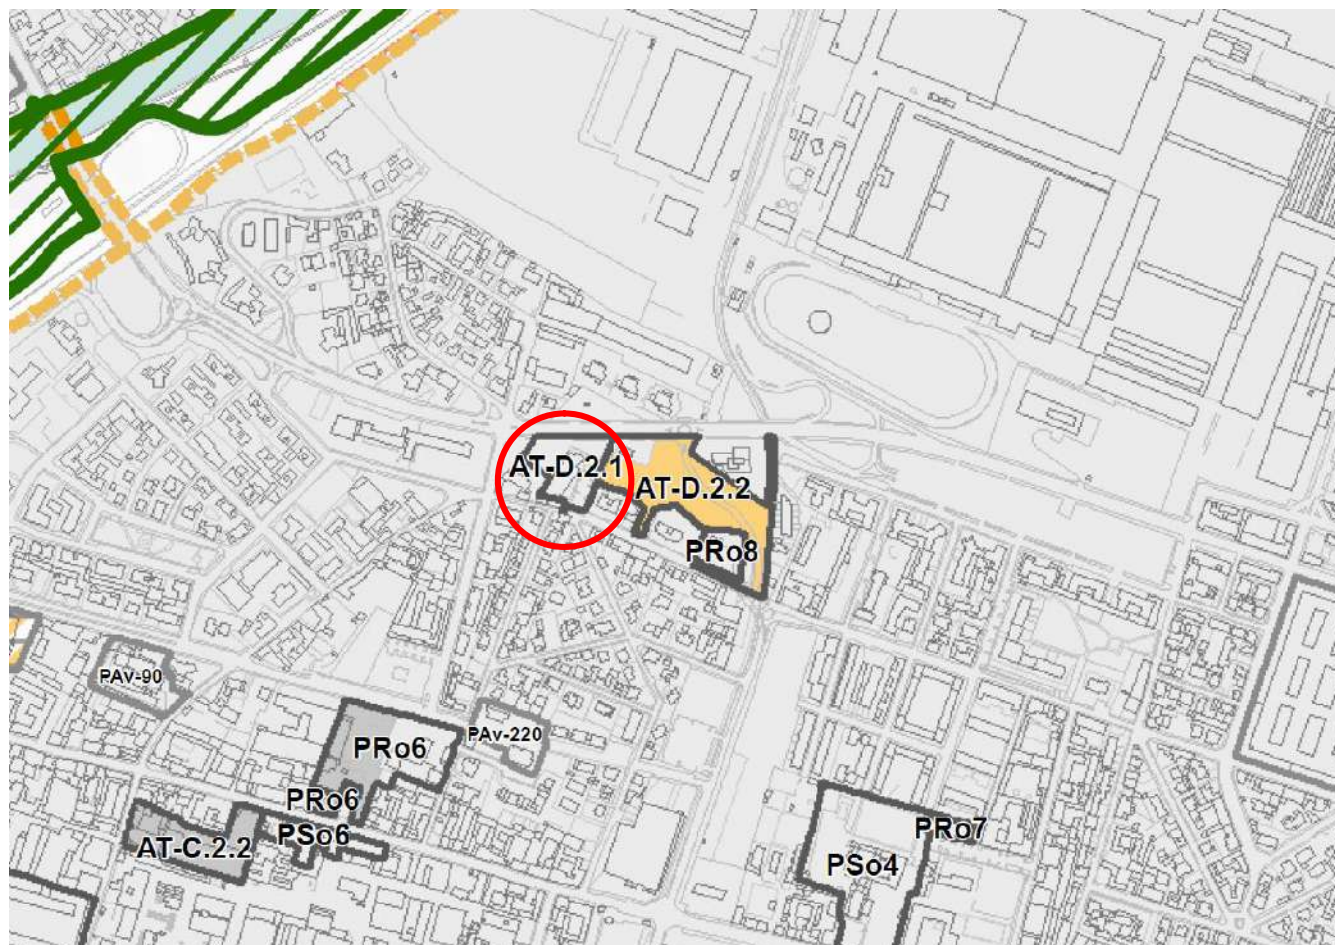 AT-D.2.1
AT-D.2.2
PRo8
PAv-90
PRo6
PAv-220
PRo6
PSo6
AT-C.2.2
PRo7
PSo4